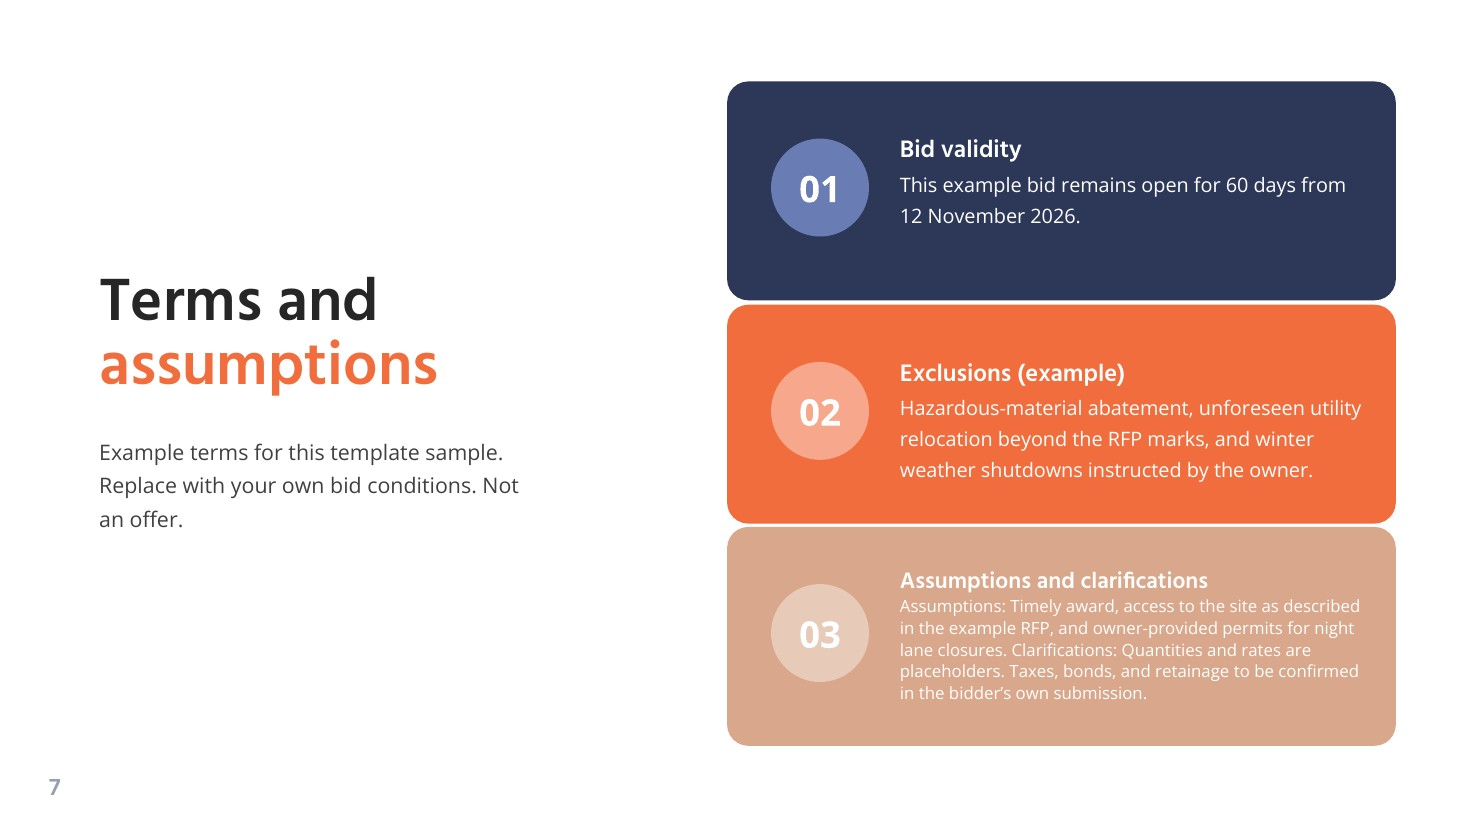 Terms and
assumptions
Example terms for this template sample.
Replace with your own bid conditions. Not
an offer.
01
Bid validity
This example bid remains open for 60 days from
12 November 2026.
02
Exclusions (example)
Hazardous-material abatement, unforeseen utility
relocation beyond the RFP marks, and winter
weather shutdowns instructed by the owner.
03
Assumptions and clarifications
Assumptions: Timely award, access to the site as described
in the example RFP, and owner-provided permits for night
lane closures. Clarifications: Quantities and rates are
placeholders. Taxes, bonds, and retainage to be confirmed
in the bidder’s own submission.
7